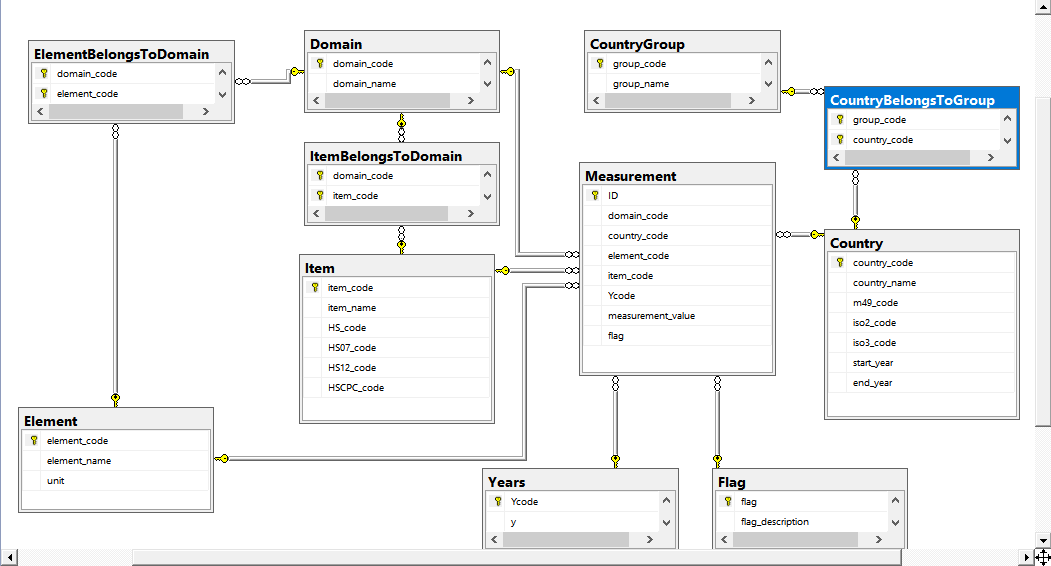 ElementBelongsToDomain
domain_code
element_code
Domain
domain_code
domain_name
CountryGroup
group_code
group_name
CountryBelongsToGroup
group_code
country_code
ItemBelongsToDomain
domain_code
item_code
Measurement
ID
domain_code
country_code
element_code
item_code
Ycode
measurement_value
flag
Country
country_code
country_name
m49_code
iso2_code
iso3_code
start_year
end_year
Item
item_code
item_name
HS_code
HS07_code
HS12_code
HSCPC_code
Element
element_code
element_name
unit
Years
Ycode
y
Flag
flag
flag_description